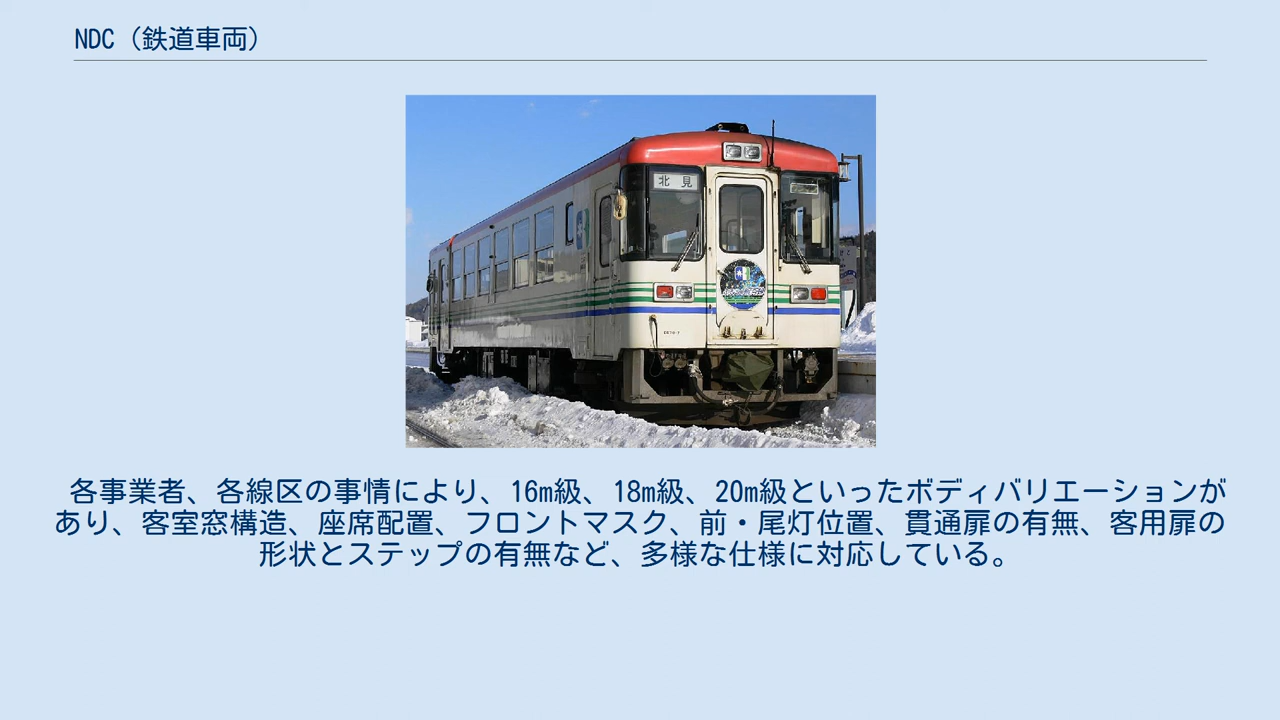 NDC（鉄道車両）
北見
各事業者、各線区の事情により、16m級、18m級、20m級といったボディバリエーションが
あり、客室窓構造、座席配置、フロントマスク、前・尾灯位置、貫通扉の有無、客用扉の
形状とステップの有無など、多様な仕様に対応している。